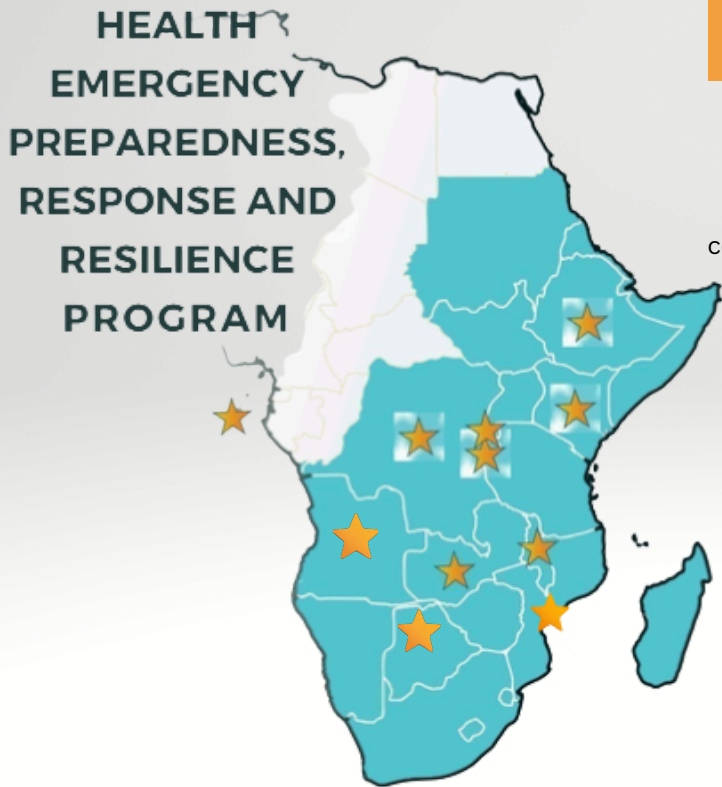 HEALTH
EMERGENCY
PREPAREDNESS,
RESPONSE AND
RESILIENCE
PROGRAM